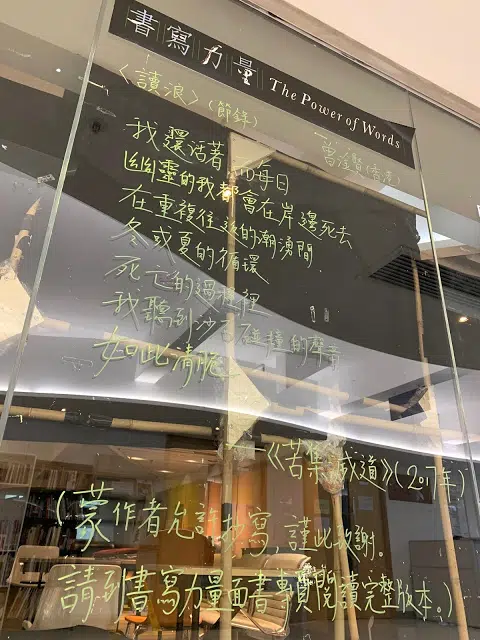 書寫力量 The Power of Words
〈讀浪〉（節錄）
—曾淦賢（香港）
我還活著 而每日
幽靈的我都會在岸邊死去
在重複往返的潮湧間
冬或夏的循環
死亡的過程裡
我聽到沙石碰撞的聲音
如此清脆
——《苦集滅道》（2017年）
（蒙作者允許抄寫，謹此致謝。
請到書寫力量面書專頁閱讀完整版本。）